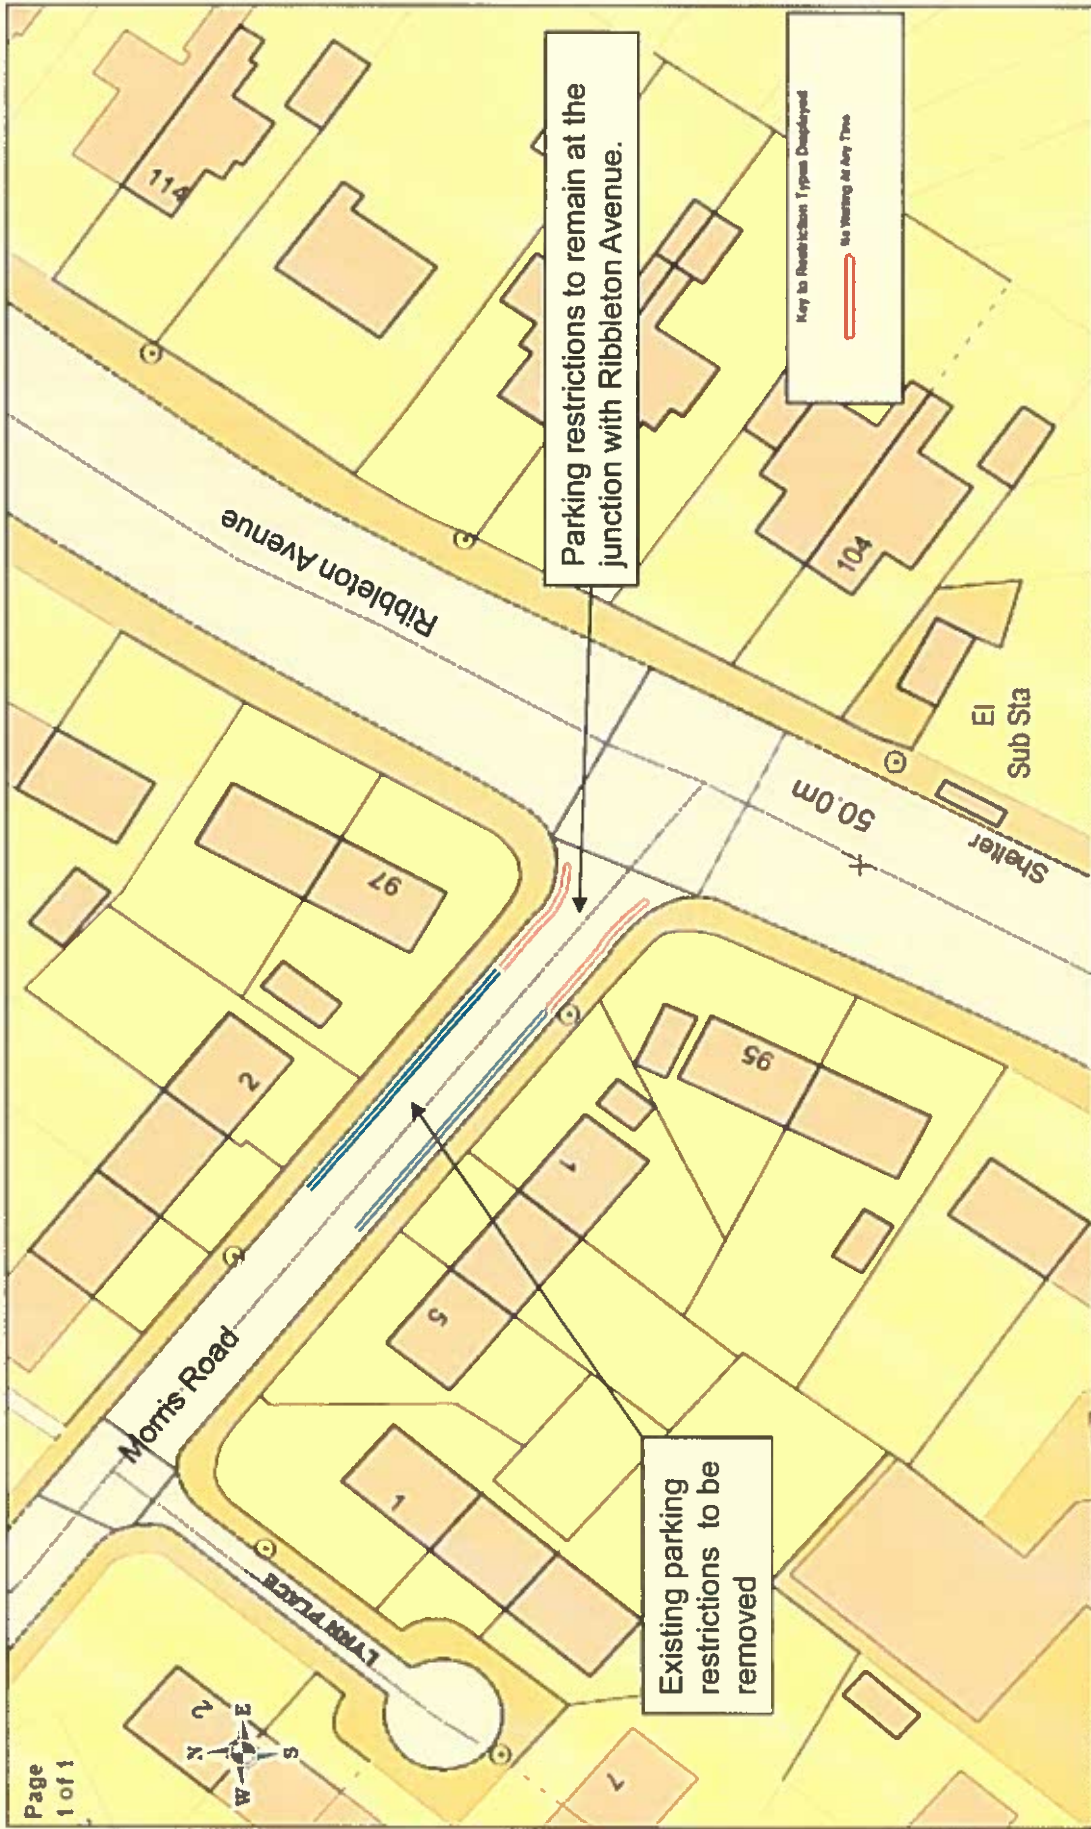 Page
1 of 1
114
Ribbleton Avenue
Parking restrictions to remain at the
junction with Ribbleton Avenue.
Key to Restriction Types Displayed
No Waiting At Any Time
97
2
104
El
Sub Sta
50.0m
Shelter
95
1
5
Morris Road
1
LYNN PLACE
2
N
W
E
S
7
Existing parking
restrictions to be
removed